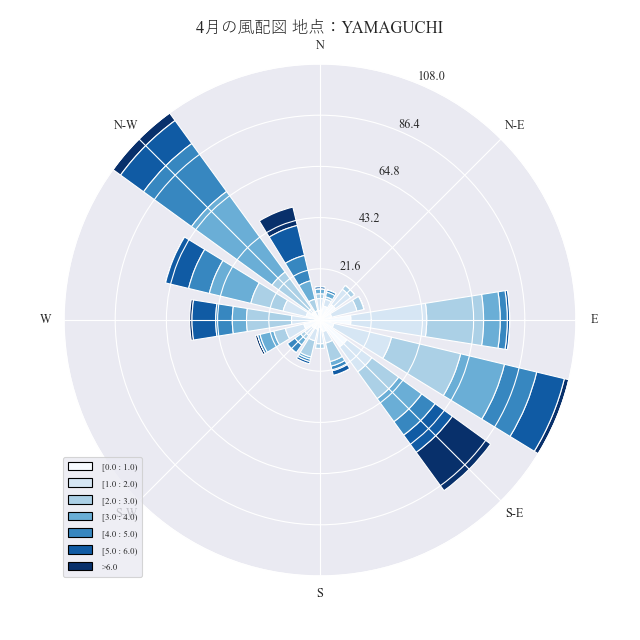 4月の風配図 地点：YAMAGUCHI
N
108.0
N-W
N-E
86.4
64.8
43.2
21.6
W
E
[0.0 : 1.0)
[1.0 : 2.0)
[2.0 : 3.0)
[3.0 : 4.0)
[4.0 : 5.0)
[5.0 : 6.0)
>6.0
S-W
S-E
S